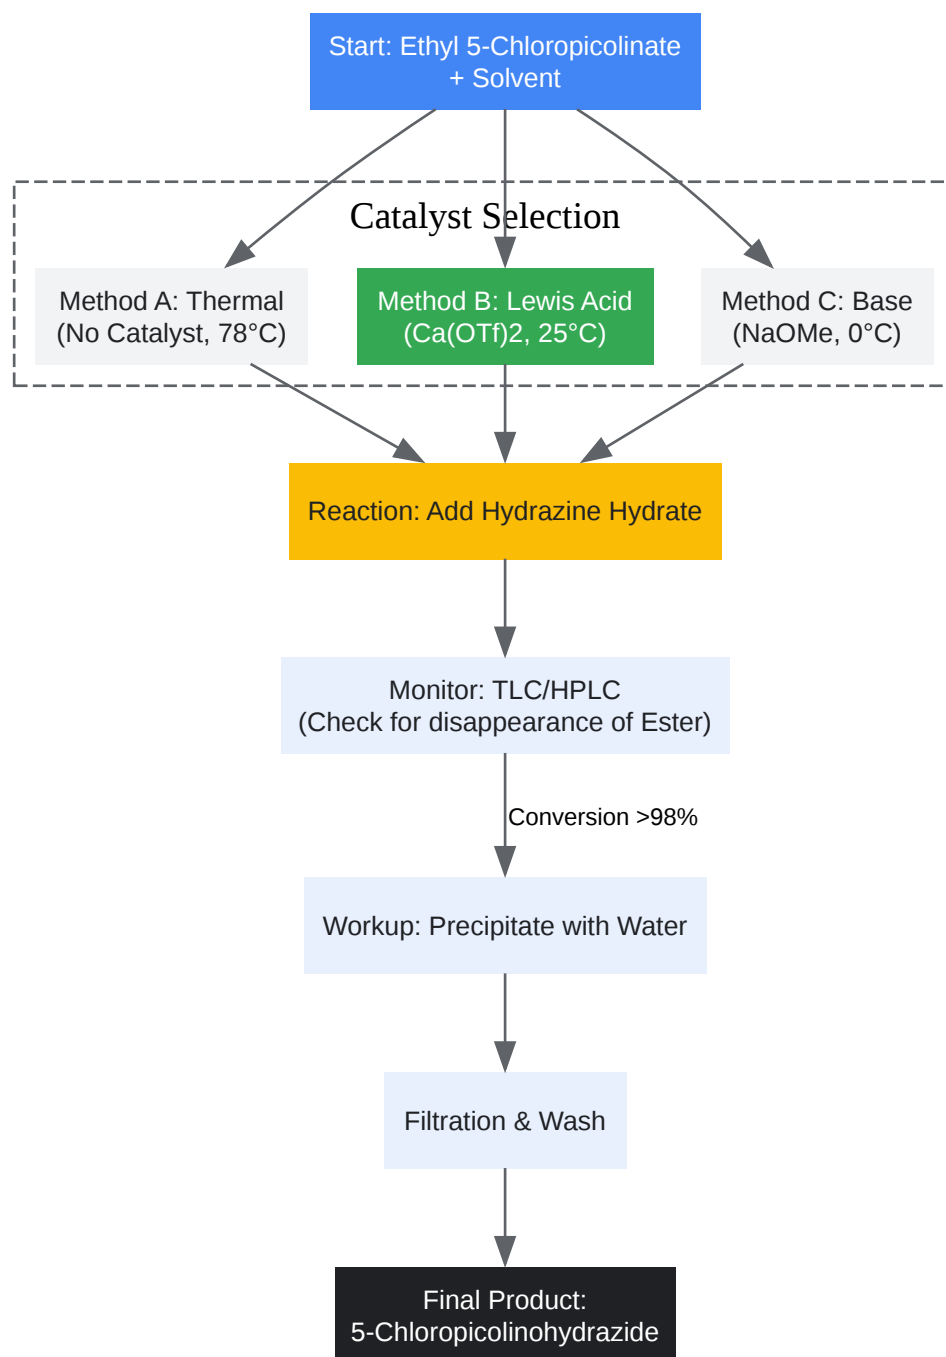 Start: Ethyl 5-Chloropicolinate
+ Solvent
Catalyst Selection
Method A: Thermal
(No Catalyst, 78°C)
Method B: Lewis Acid
(Ca(OTf)2, 25°C)
Method C: Base
(NaOMe, 0°C)
Reaction: Add Hydrazine Hydrate
Monitor: TLC/HPLC
(Check for disappearance of Ester)
Conversion >98%
Workup: Precipitate with Water
Filtration & Wash
Final Product:
5-Chloropicolinohydrazide